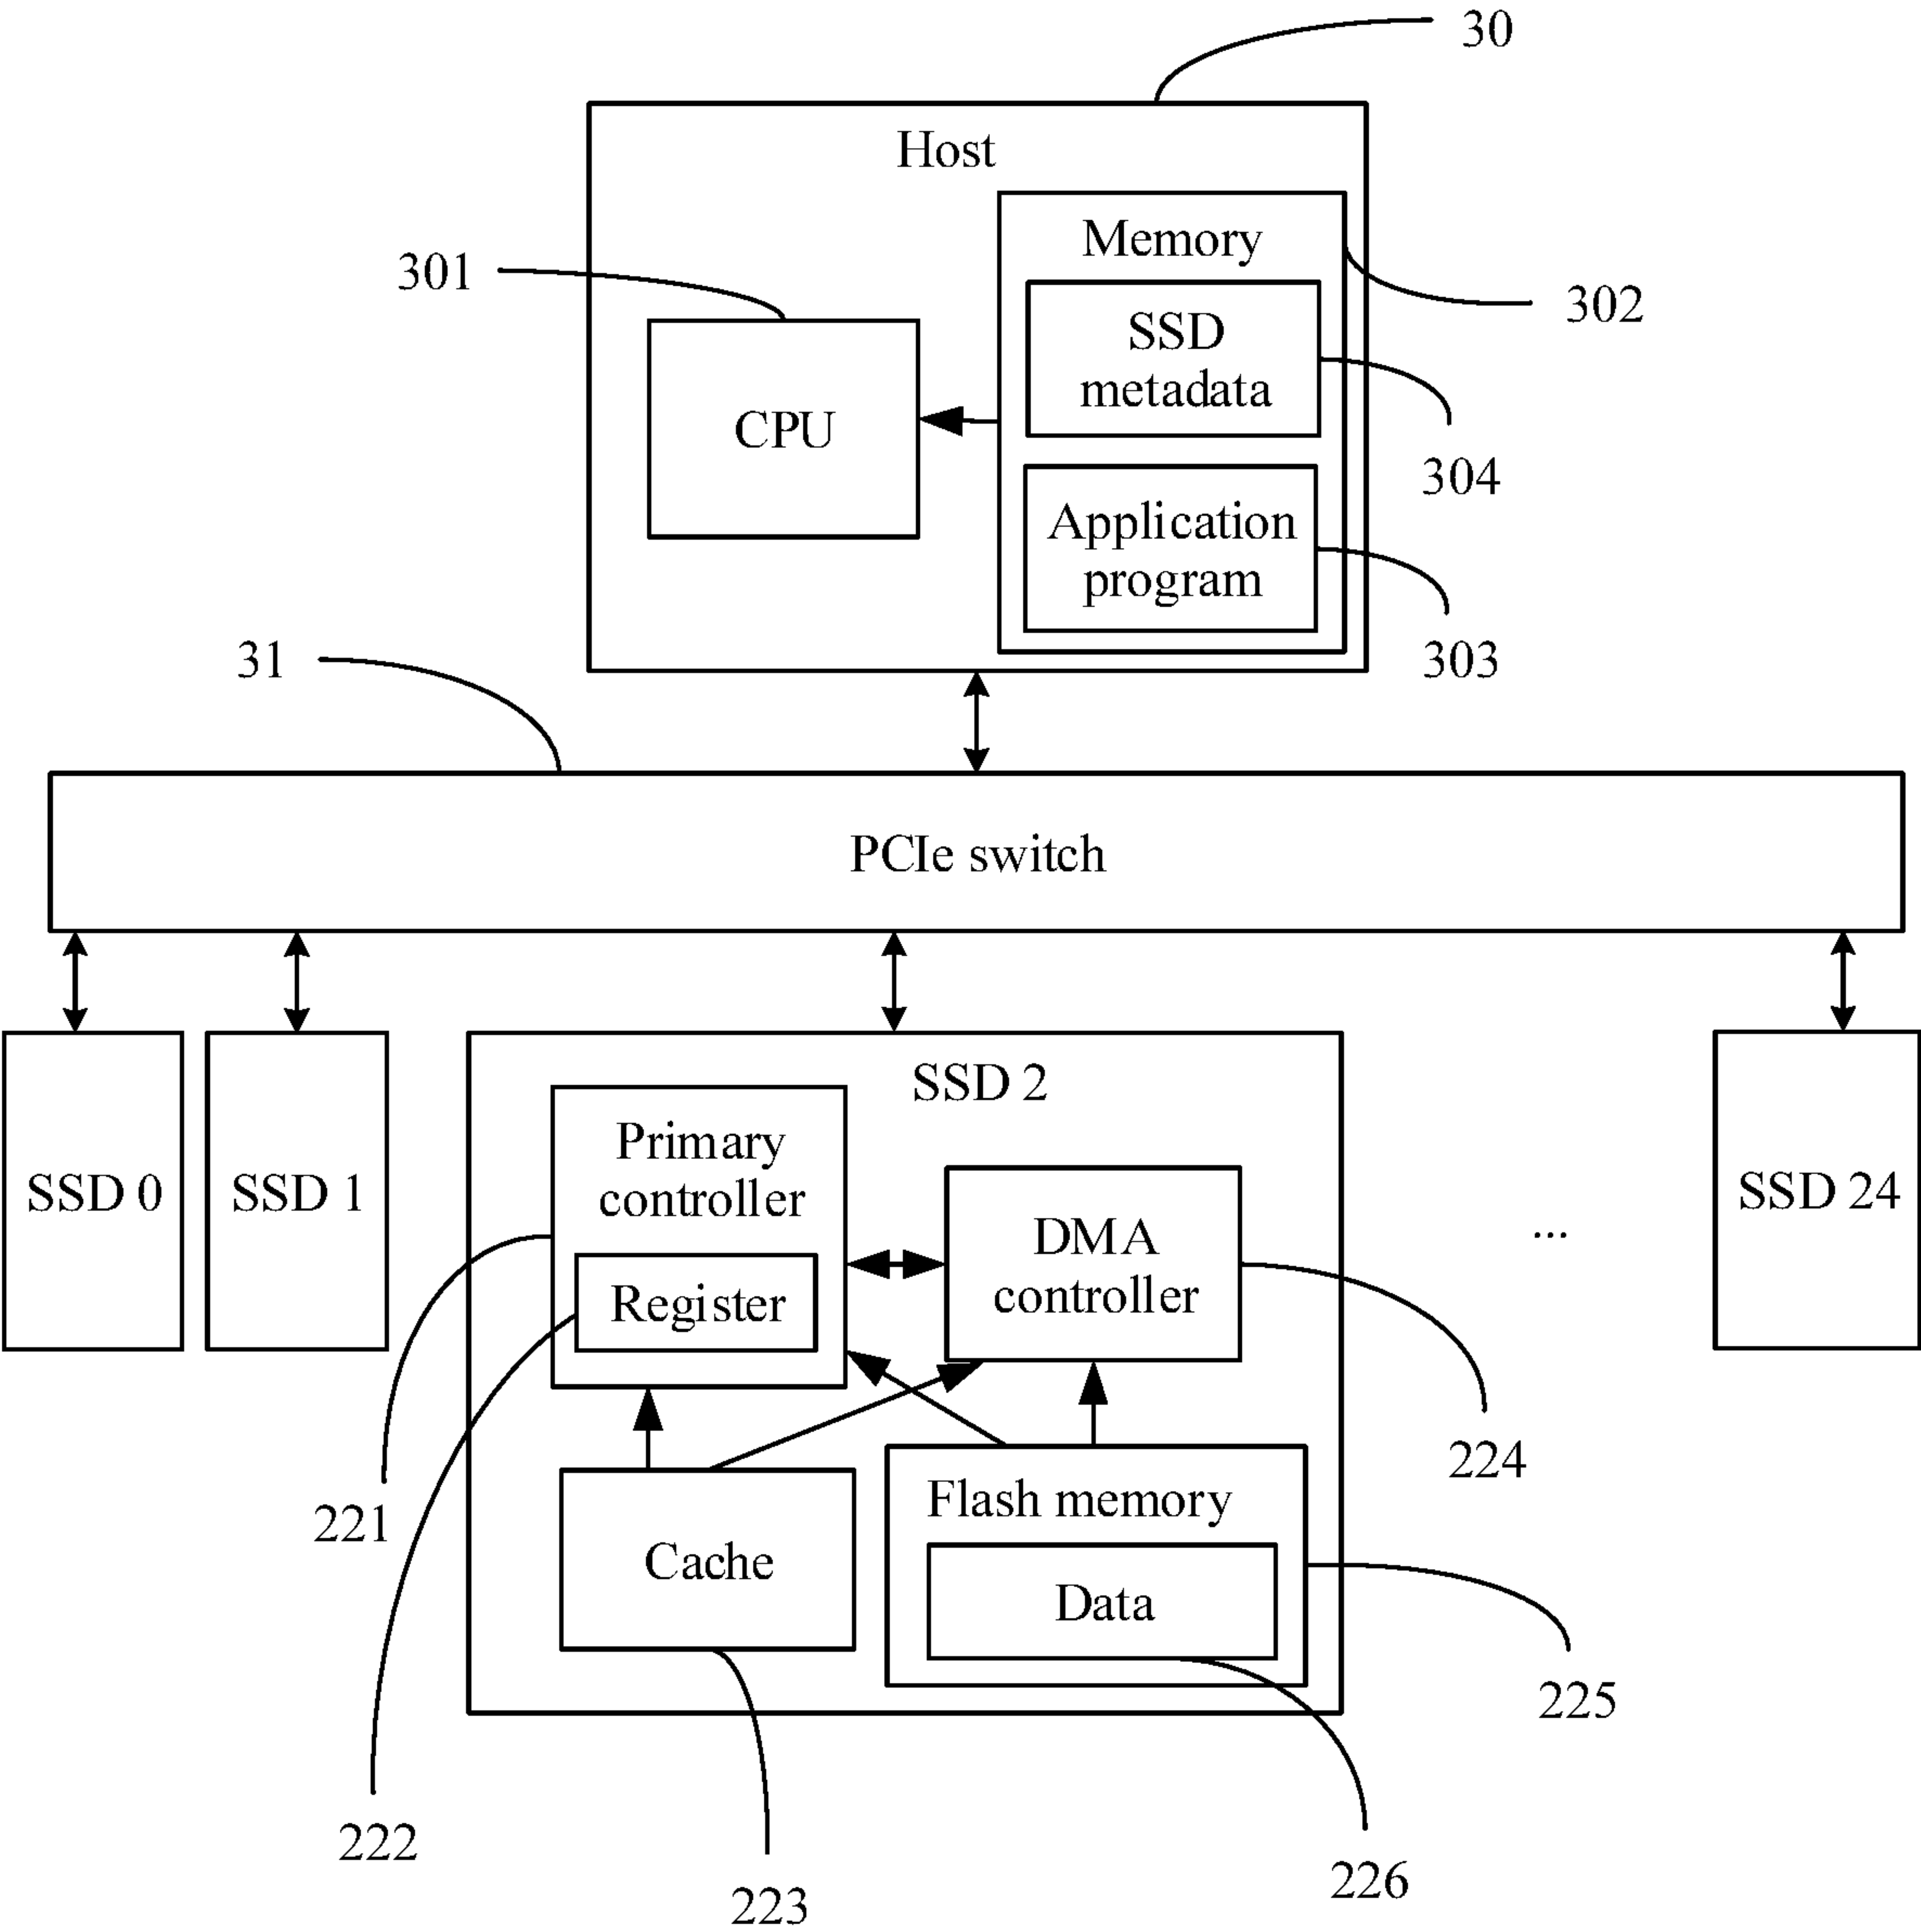 30
Host
Memory
301
302
SSD
metadata
CPU
304
Application
program
31
303
PCIe switch
SSD 2
Primary
controller
SSD 0
SSD 1
SSD 24
DMA
controller
...
Register
224
221
Flash memory
Cache
Data
225
222
226
223